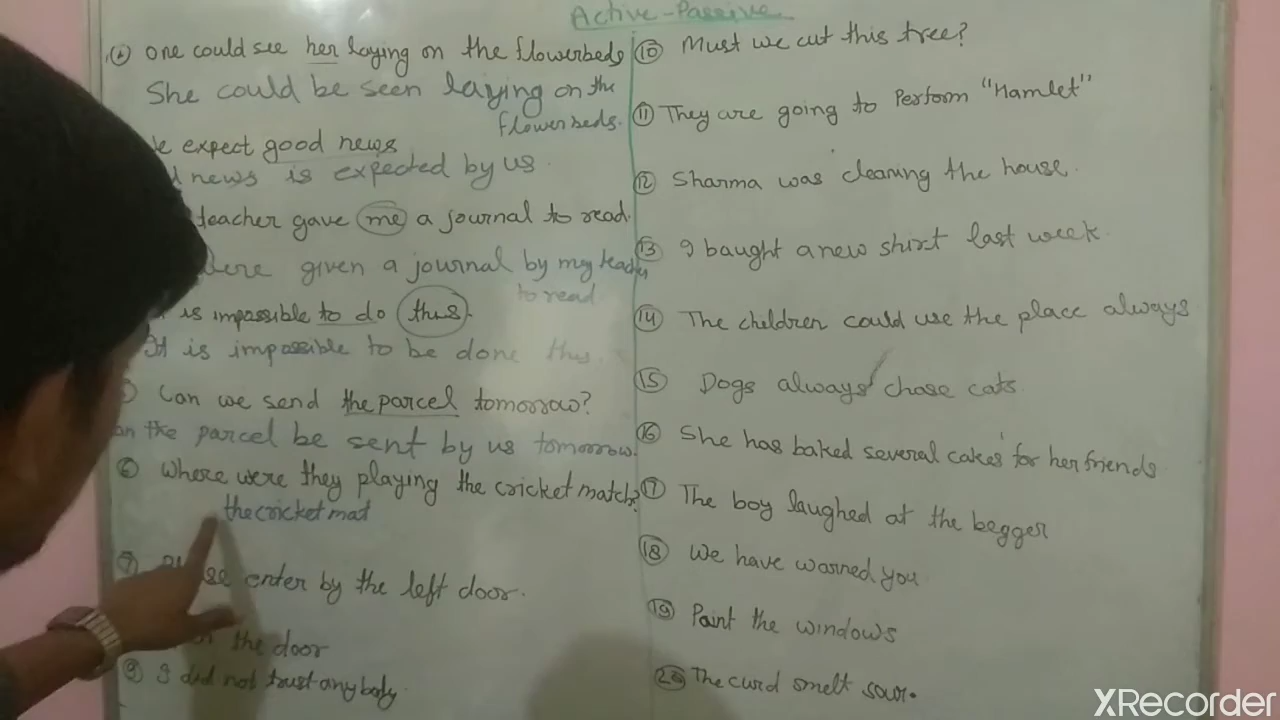 Active-Passive
one could see her laying on the flowerbeds
She could be seen laying on the
flowerbeds.
expect good news
news is expected by us
teacher gave me a journal to read.
were given a journal by my teacher
to read
is impossible to do this.
It is impossible to be done this.
Can we send the parcel tomorrow?
the parcel be sent by us tomorrow.
6 Where were they playing the cricket match?
the cricket mat
7 enter by the left door.
the door
9 I did not trust anybody.
10 Must we cut this tree?
11 They are going to Perform "Hamlet"
12 Sharma was cleaning the house.
13 I baught a new shirt last week.
14 The children could use the place always
15 Dogs always chase cats
16 She has baked several cakes for her friends
17 The boy laughed at the begger
18 We have warned you
19 Paint the windows
20 The curd smelt sour.
XRecorder